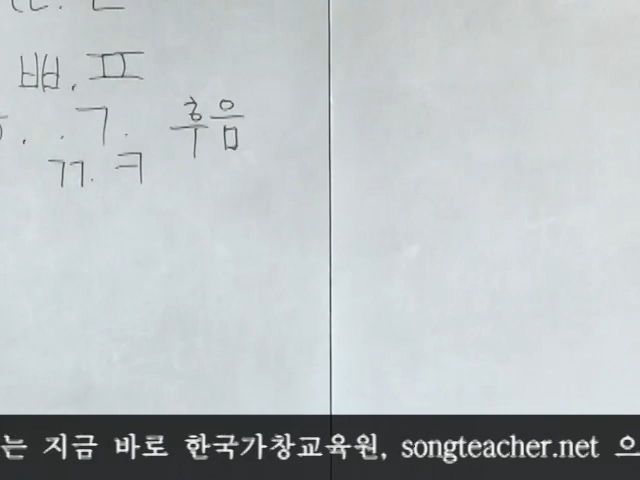 ㅃ. ㅍ
. ㄱ. 후음
ㄲ. ㅋ
는 지금 바로 한국가창교육원, songteacher.net 으